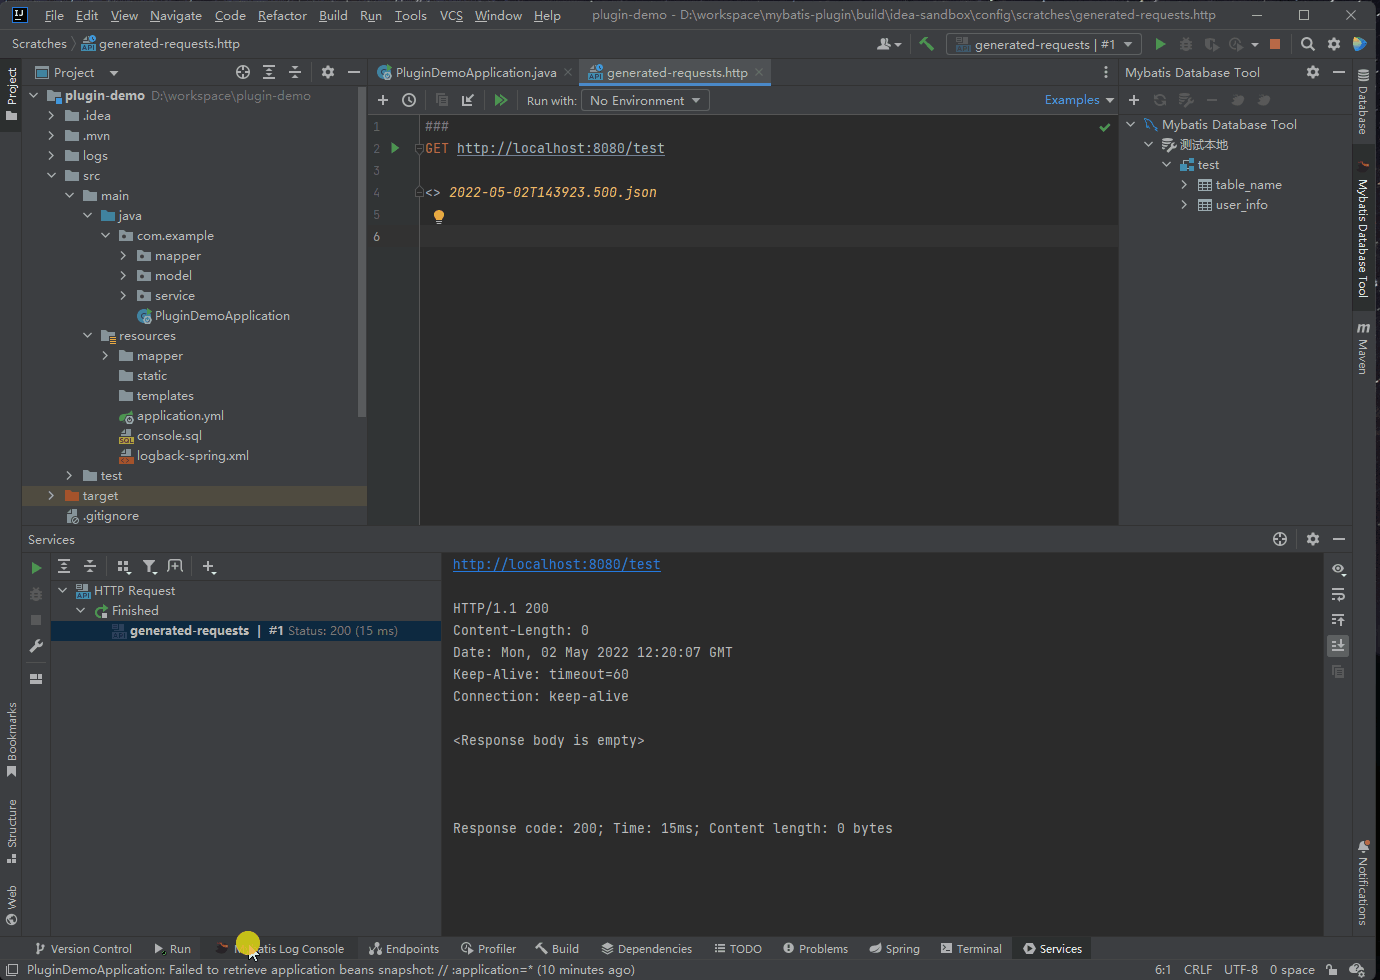 File Edit View Navigate Code Refactor Build Run Tools VCS Window Help plugin-demo - D:\workspace\mybatis-plugin\build\idea-sandbox\config\scratches\generated-requests.http
Scratches generated-requests.http generated-requests | #1
Project
PluginDemoApplication.java generated-requests.http
Mybatis Database Tool
Run with: No Environment Examples
Project
plugin-demo D:\workspace\plugin-demo
.idea
.mvn
logs
src
main
java
com.example
mapper
model
service
PluginDemoApplication
resources
mapper
static
templates
application.yml
console.sql
logback-spring.xml
test
target
.gitignore
1 ###
2 GET http://localhost:8080/test
3
4 <> 2022-05-02T143923.500.json
5
6
Mybatis Database Tool
测试本地
test
table_name
user_info
Database
Mybatis Database Tool
Maven
Notifications
Services
HTTP Request
Finished
generated-requests | #1 Status: 200 (15 ms)
http://localhost:8080/test
HTTP/1.1 200
Content-Length: 0
Date: Mon, 02 May 2022 12:20:07 GMT
Keep-Alive: timeout=60
Connection: keep-alive
<Response body is empty>
Response code: 200; Time: 15ms; Content length: 0 bytes
Bookmarks
Structure
Web
Version Control Run Log Console Endpoints Profiler Build Dependencies TODO Problems Spring Terminal Services
PluginDemoApplication: Failed to retrieve application beans snapshot: // :application=* (10 minutes ago) 6:1 CRLF UTF-8 0 space